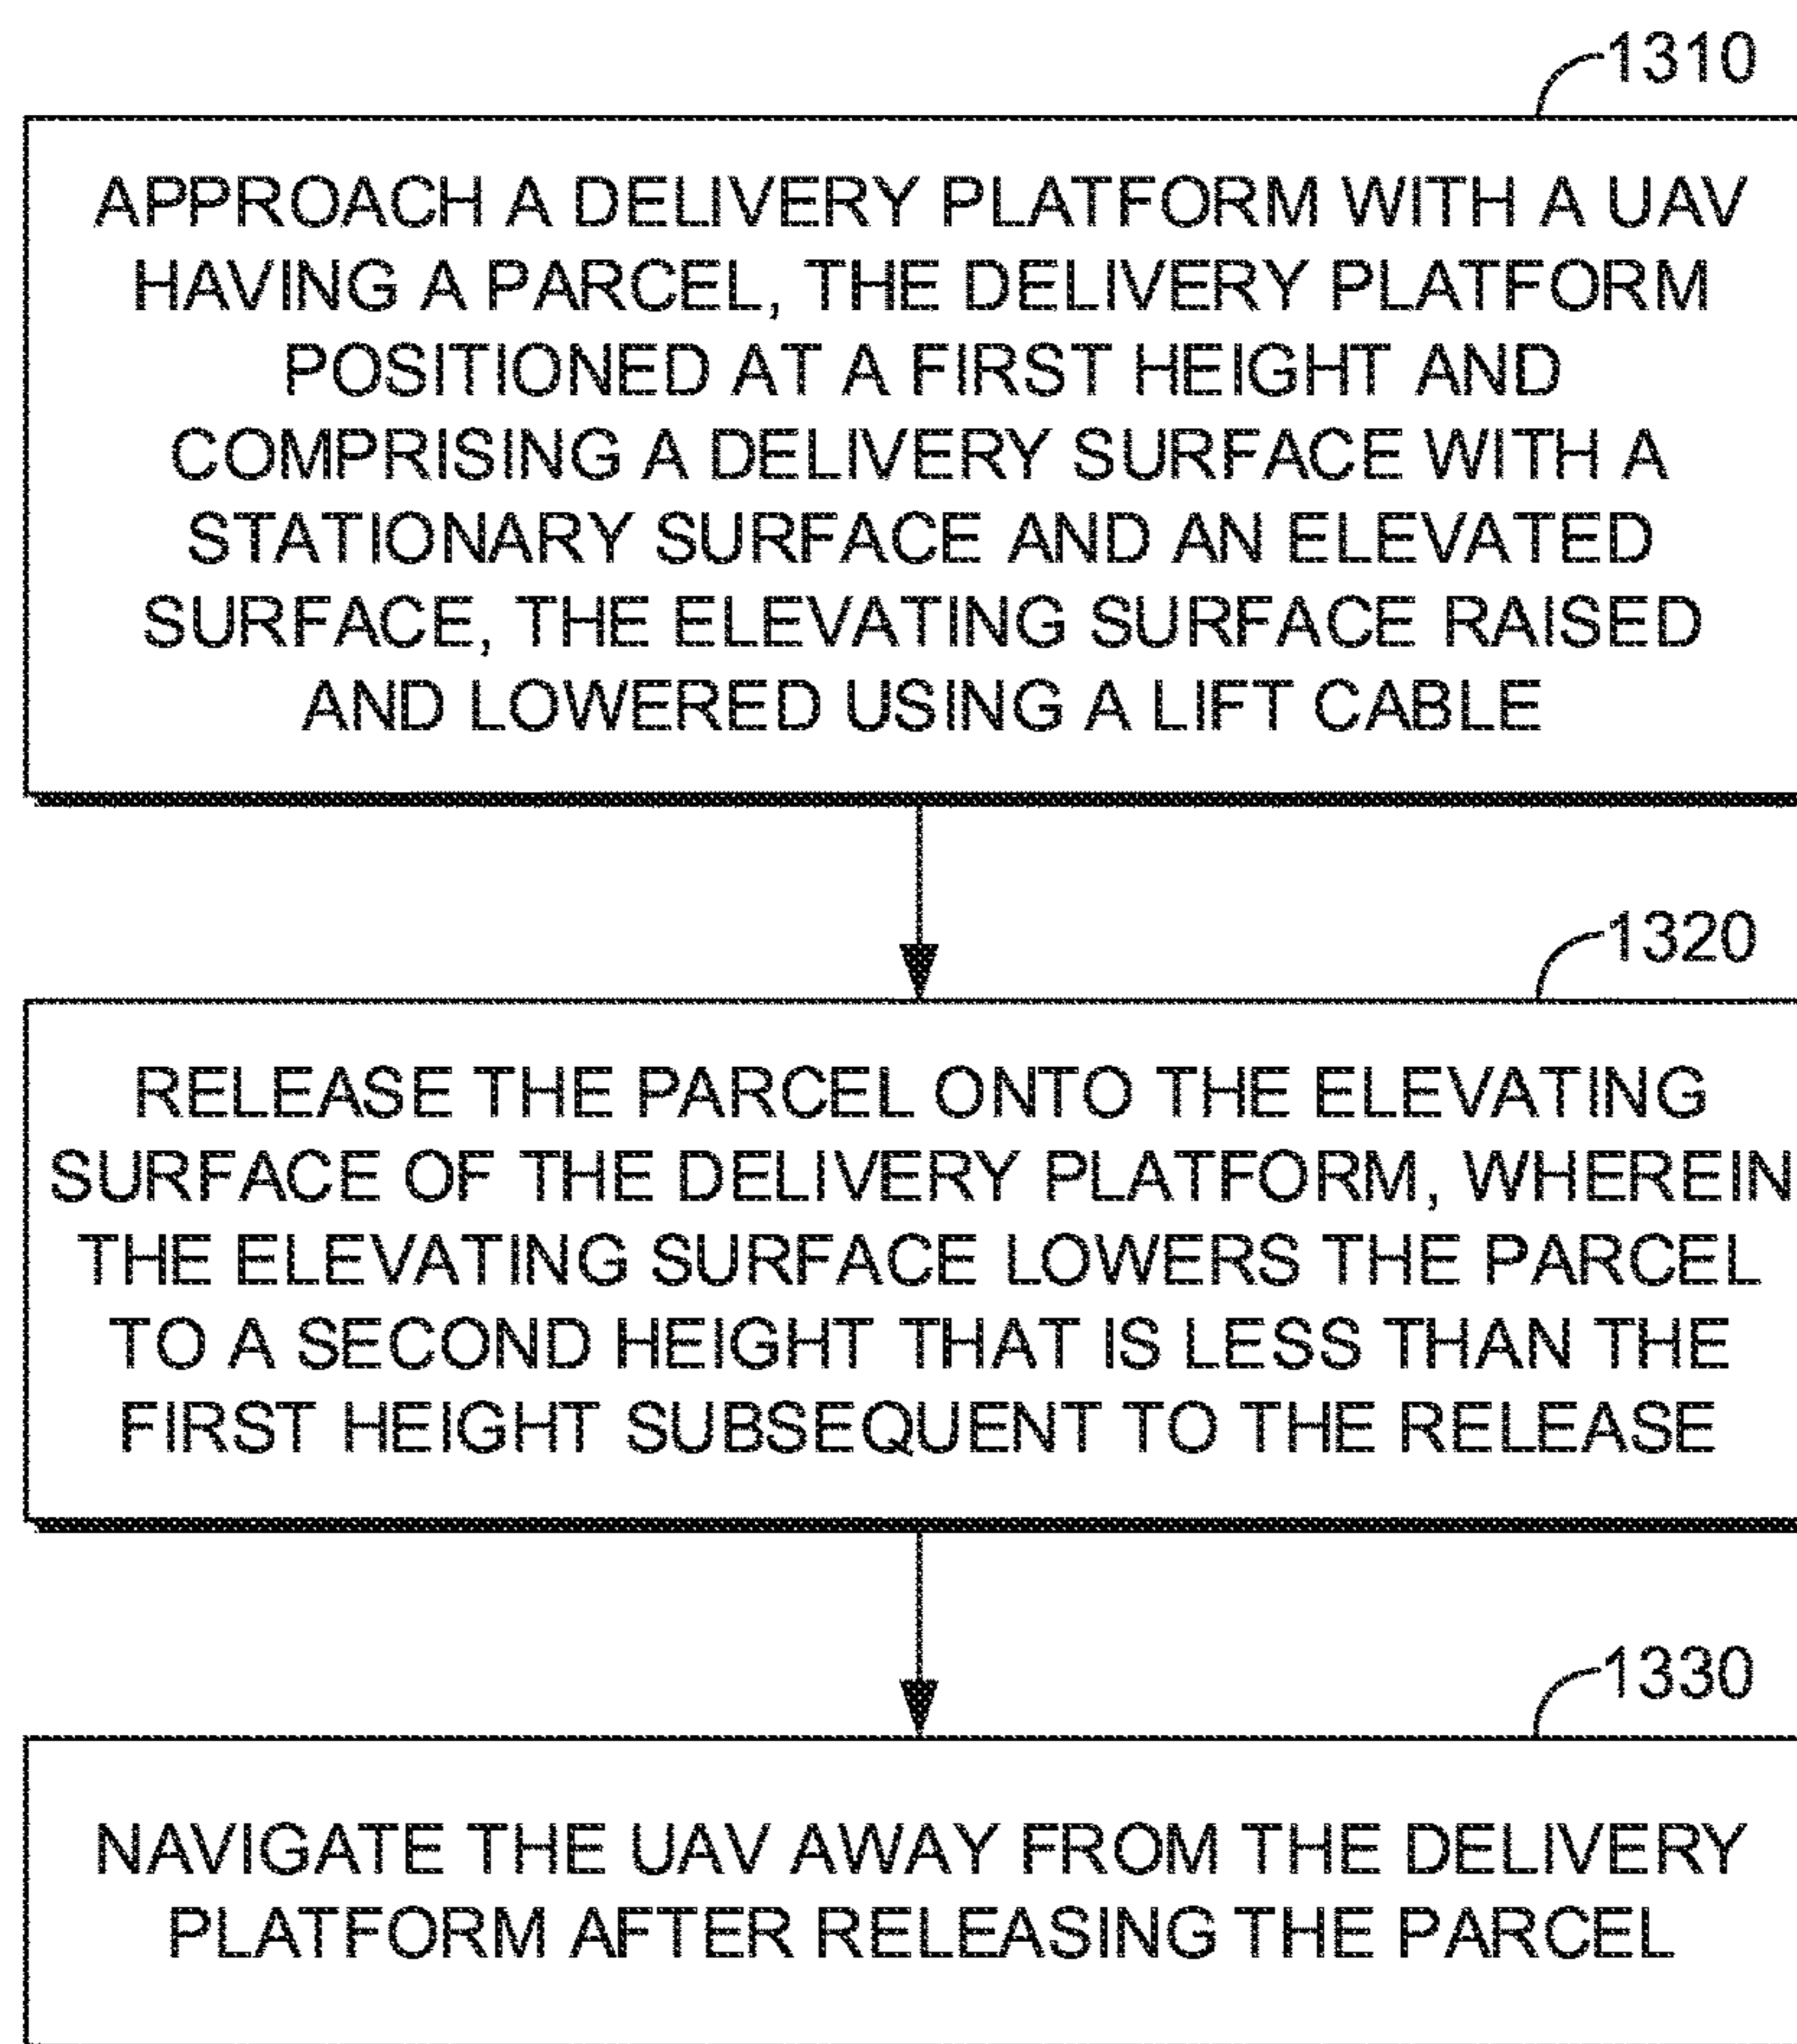 1310
APPROACH A DELIVERY PLATFORM WITH A UAV
HAVING A PARCEL, THE DELIVERY PLATFORM
POSITIONED AT A FIRST HEIGHT AND
COMPRISING A DELIVERY SURFACE WITH A
STATIONARY SURFACE AND AN ELEVATED
SURFACE, THE ELEVATING SURFACE RAISED
AND LOWERED USING A LIFT CABLE
1320
RELEASE THE PARCEL ONTO THE ELEVATING
SURFACE OF THE DELIVERY PLATFORM, WHEREIN
THE ELEVATING SURFACE LOWERS THE PARCEL
TO A SECOND HEIGHT THAT IS LESS THAN THE
FIRST HEIGHT SUBSEQUENT TO THE RELEASE
1330
NAVIGATE THE UAV AWAY FROM THE DELIVERY
PLATFORM AFTER RELEASING THE PARCEL